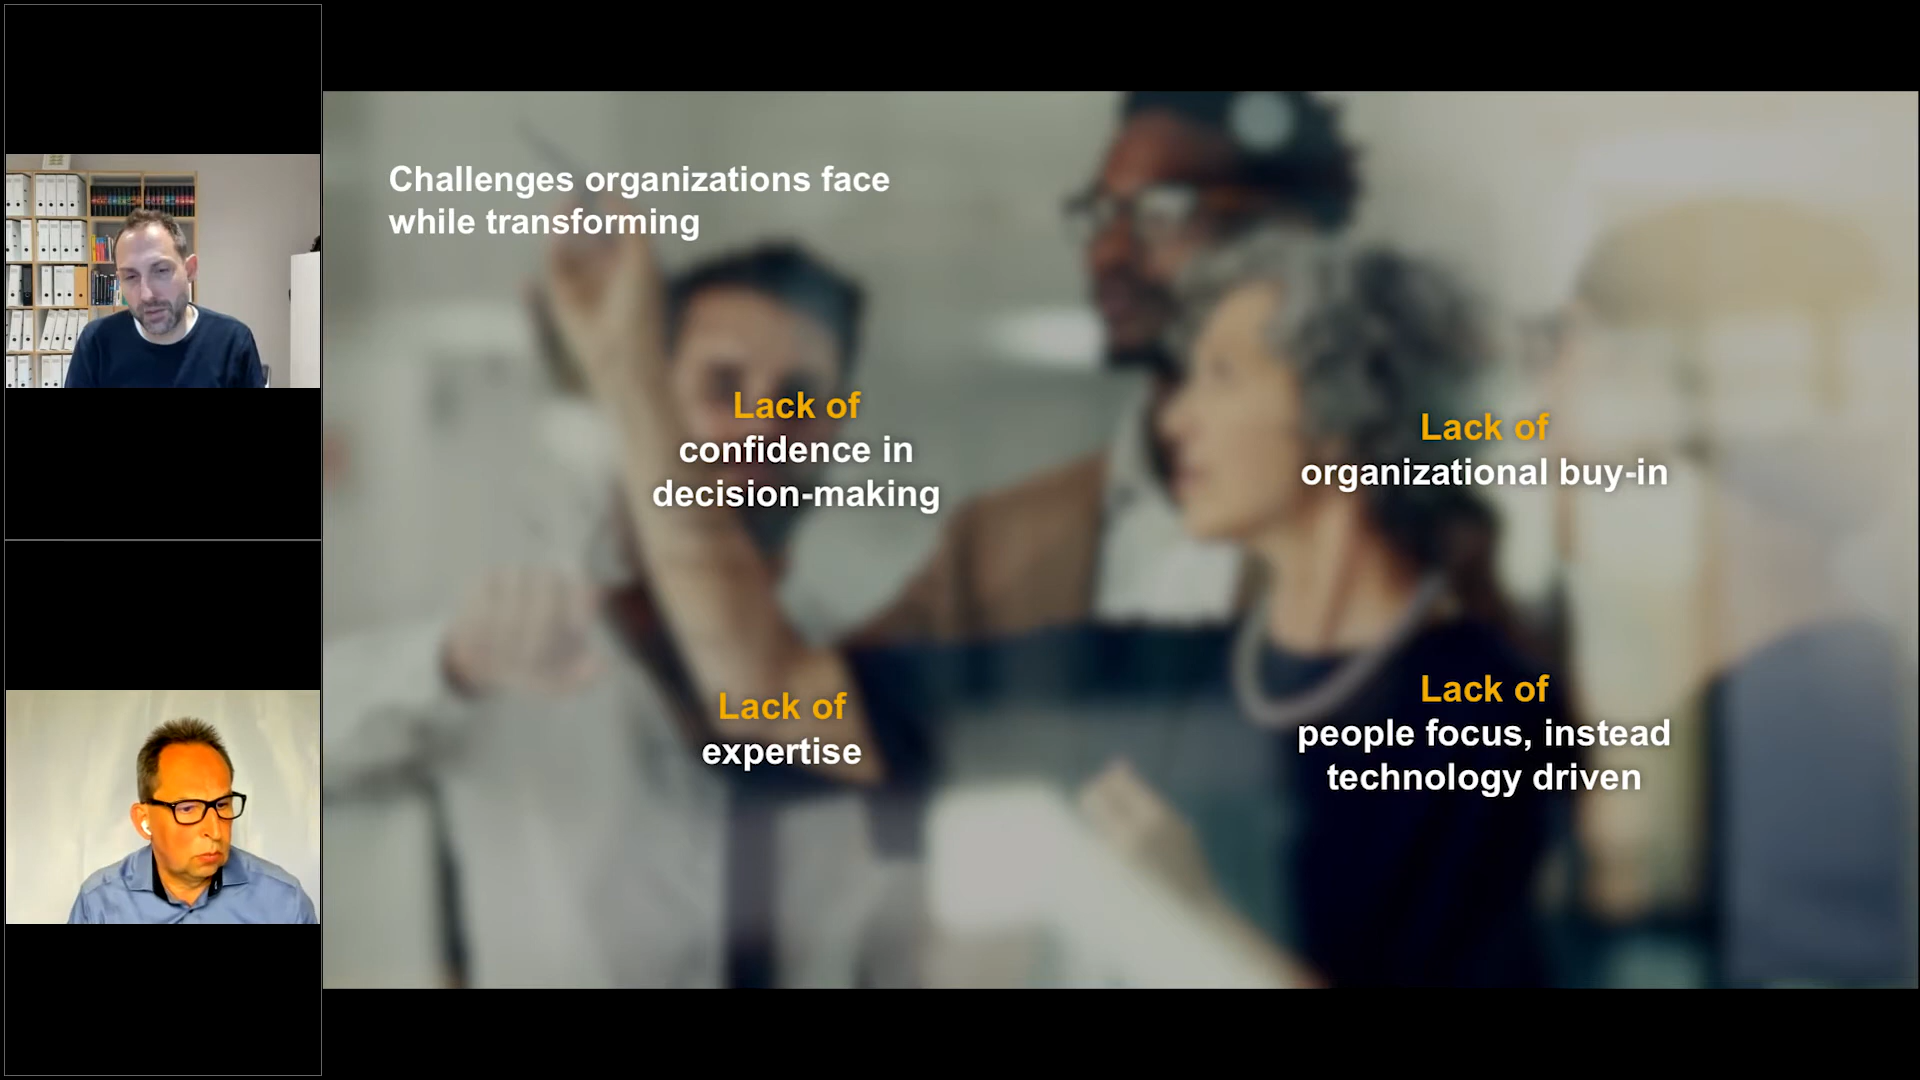 Challenges organizations face
while transforming
Lack of
confidence in
decision-making
Lack of
organizational buy-in
Lack of
expertise
Lack of
people focus, instead
technology driven